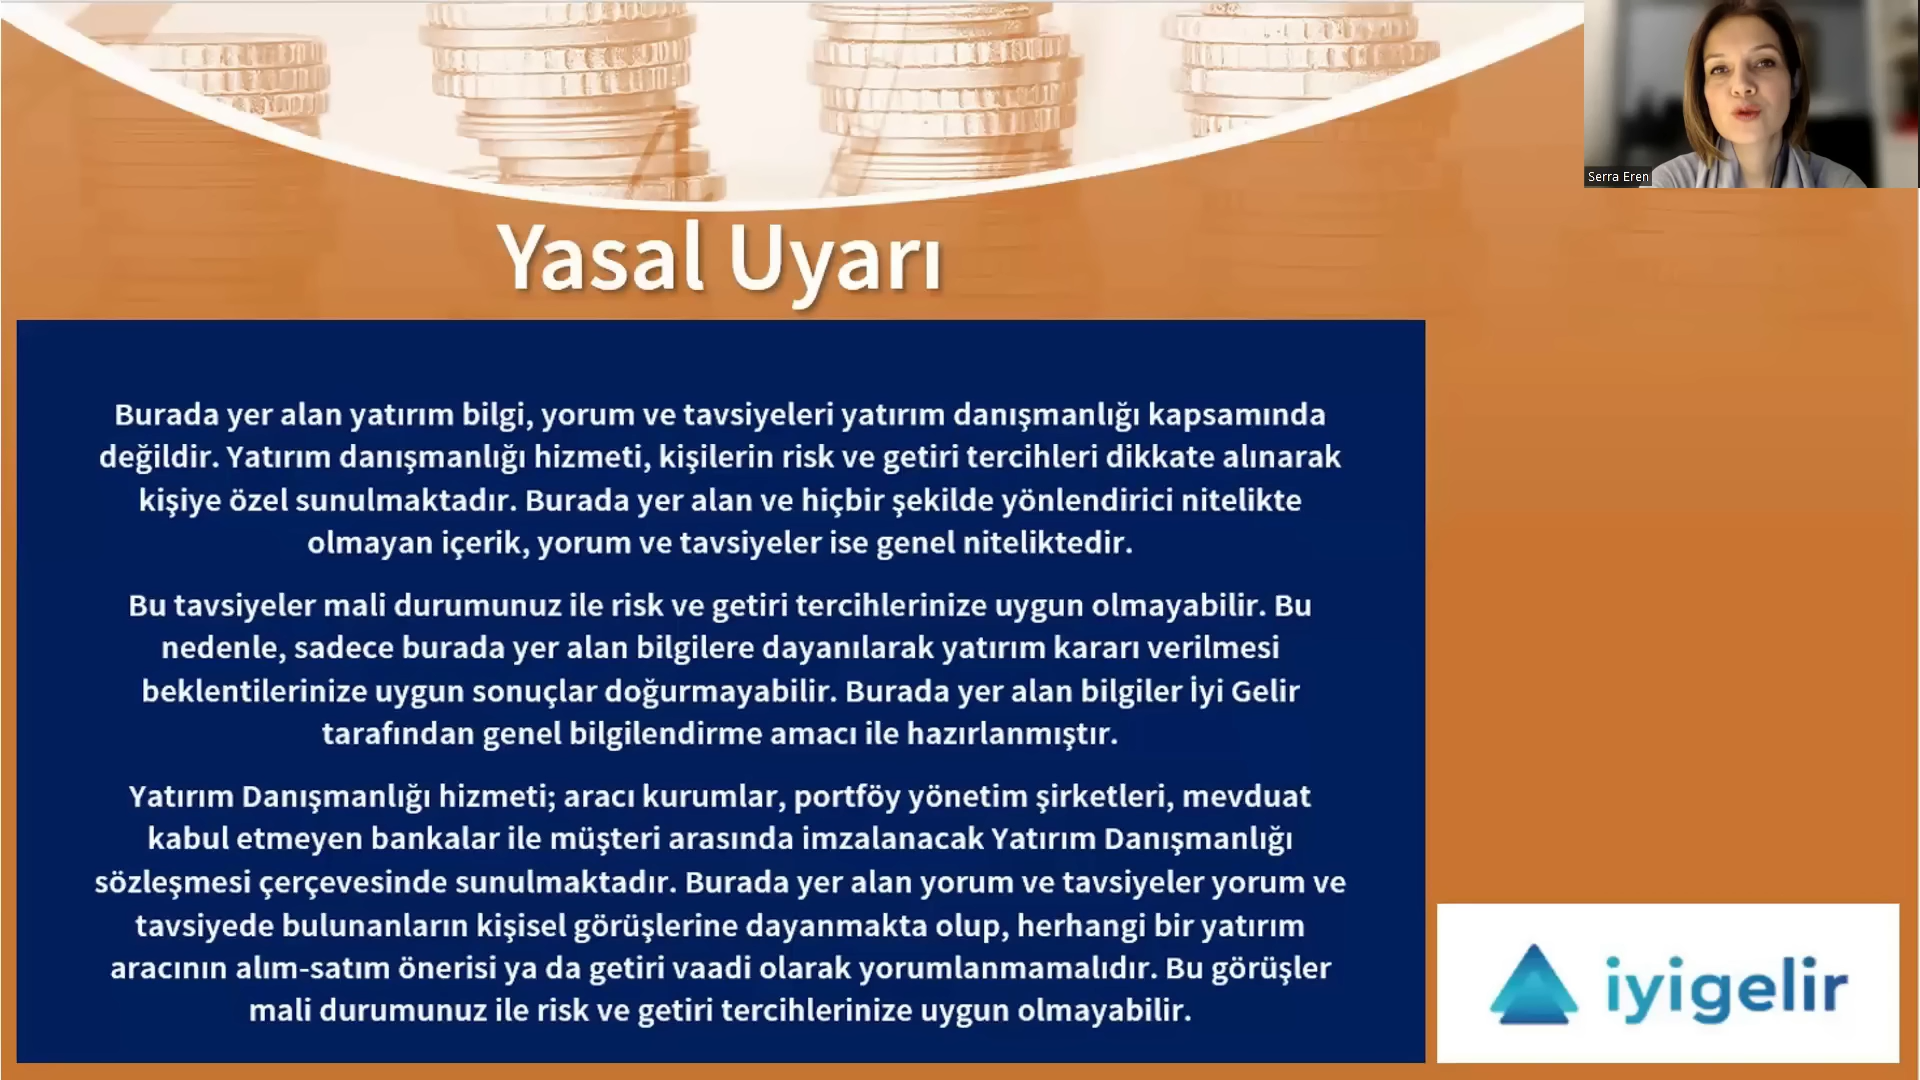 Serra Eren
Yasal Uyarı
Burada yer alan yatırım bilgi, yorum ve tavsiyeleri yatırım danışmanlığı kapsamında
değildir. Yatırım danışmanlığı hizmeti, kişilerin risk ve getiri tercihleri dikkate alınarak
kişiye özel sunulmaktadır. Burada yer alan ve hiçbir şekilde yönlendirici nitelikte
olmayan içerik, yorum ve tavsiyeler ise genel niteliktedir.
Bu tavsiyeler mali durumunuz ile risk ve getiri tercihlerinize uygun olmayabilir. Bu
nedenle, sadece burada yer alan bilgilere dayanılarak yatırım kararı verilmesi
beklentilerinize uygun sonuçlar doğurmayabilir. Burada yer alan bilgiler İyi Gelir
tarafından genel bilgilendirme amacı ile hazırlanmıştır.
Yatırım Danışmanlığı hizmeti; aracı kurumlar, portföy yönetim şirketleri, mevduat
kabul etmeyen bankalar ile müşteri arasında imzalanacak Yatırım Danışmanlığı
sözleşmesi çerçevesinde sunulmaktadır. Burada yer alan yorum ve tavsiyeler yorum ve
tavsiyede bulunanların kişisel görüşlerine dayanmakta olup, herhangi bir yatırım
aracının alım-satım önerisi ya da getiri vaadi olarak yorumlanmamalıdır. Bu görüşler
mali durumunuz ile risk ve getiri tercihlerinize uygun olmayabilir.
iyigelir